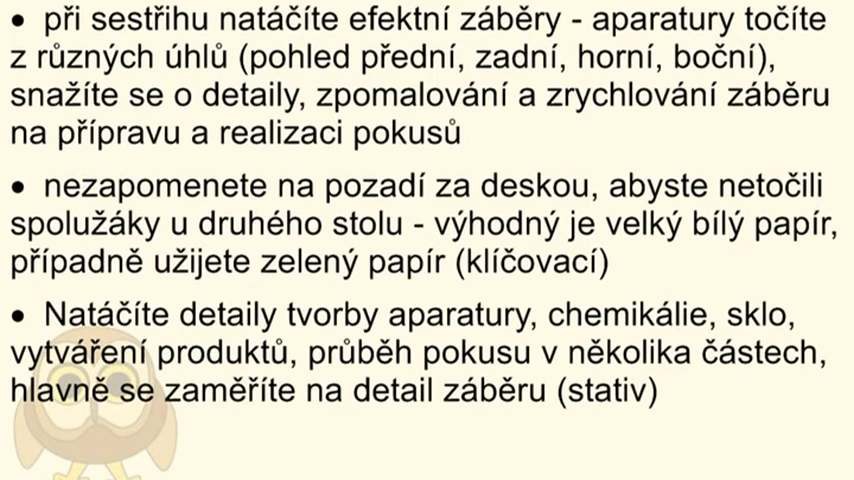 • při sestřihu natáčíte efektní záběry - aparatury točíte
z různých úhlů (pohled přední, zadní, horní, boční),
snažíte se o detaily, zpomalování a zrychlování záběru
na přípravu a realizaci pokusů
• nezapomenete na pozadí za deskou, abyste netočili
spolužáky u druhého stolu - výhodný je velký bílý papír,
případně užijete zelený papír (klíčovací)
• Natáčíte detaily tvorby aparatury, chemikálie, sklo,
vytváření produktů, průběh pokusu v několika částech,
hlavně se zaměříte na detail záběru (stativ)